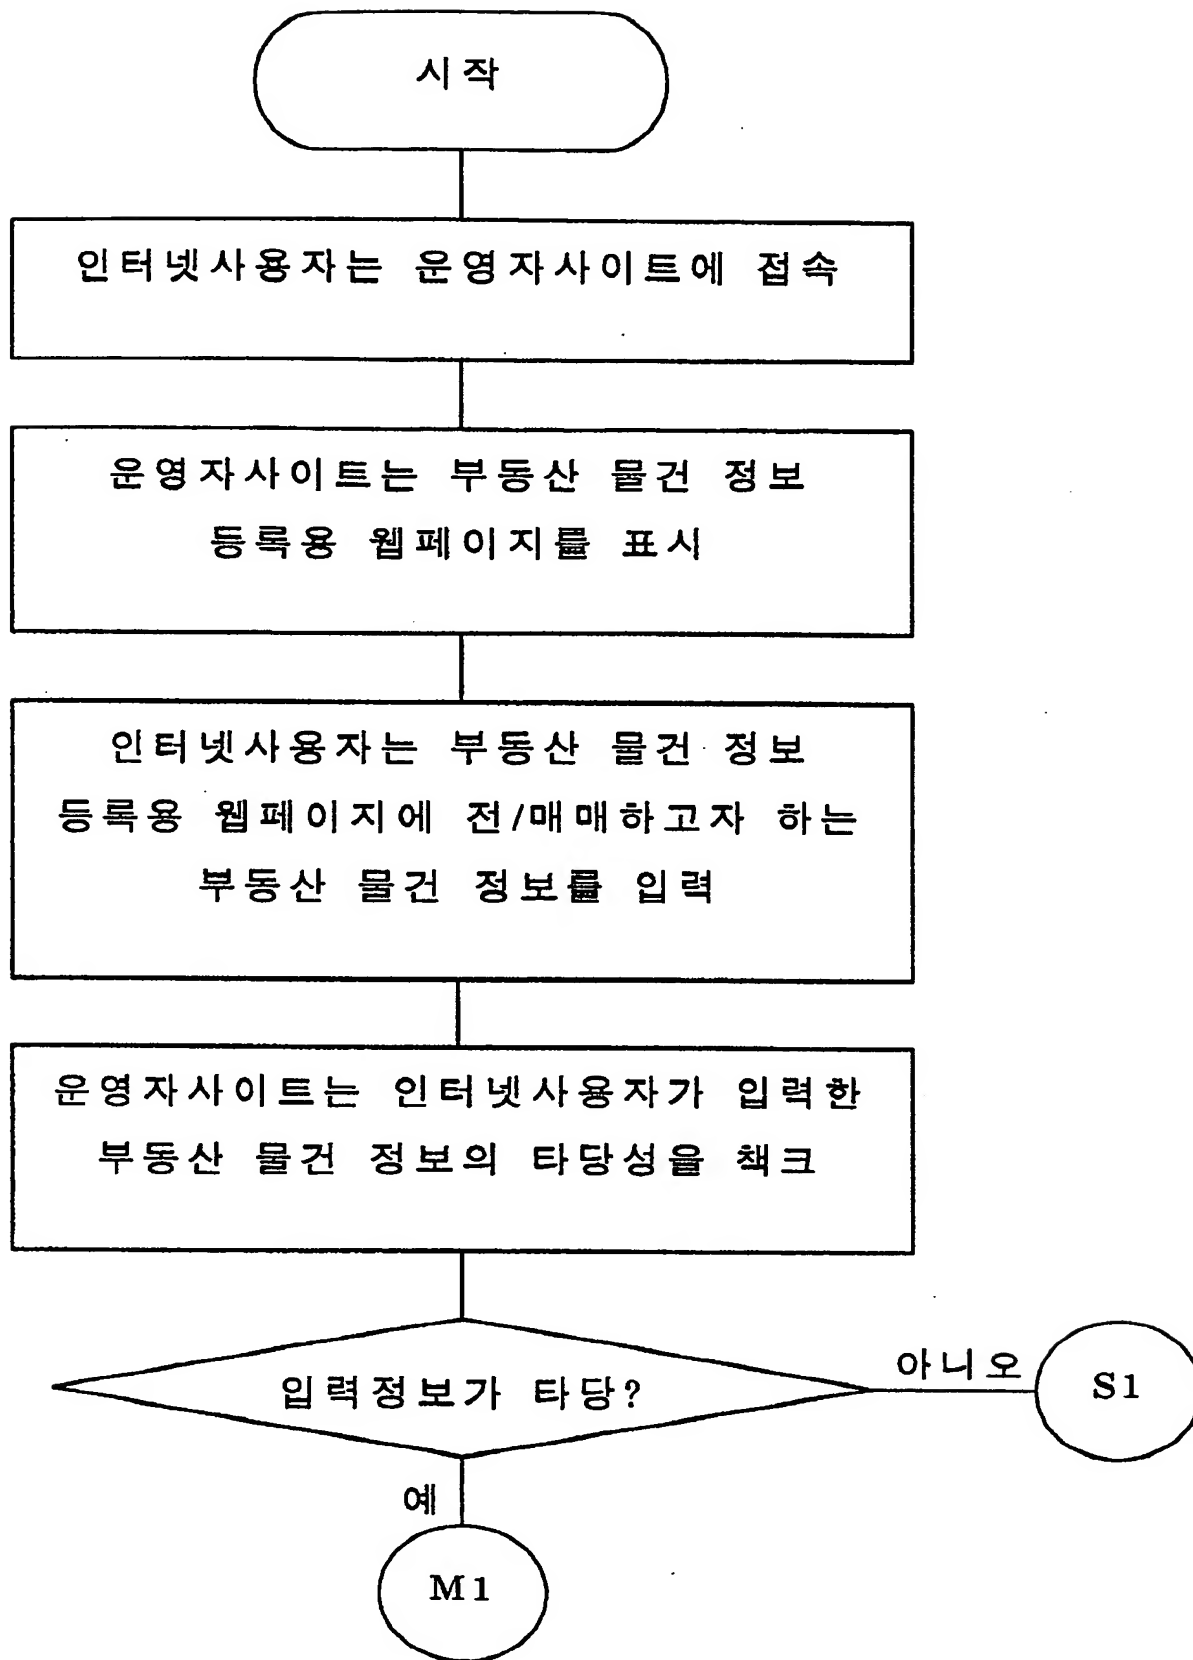 시작
인터넷사용자는 운영자사이트에 접속
운영자사이트는 부동산 물건 정보
등록용 웹페이지를 표시
인터넷사용자는 부동산 물건 정보
등록용 웹페이지에 전/매매하고자 하는
부동산 물건 정보를 입력
운영자사이트는 인터넷사용자가 입력한
부동산 물건 정보의 타당성을 책크
입력정보가 타당?
아니오
S1
예
M1